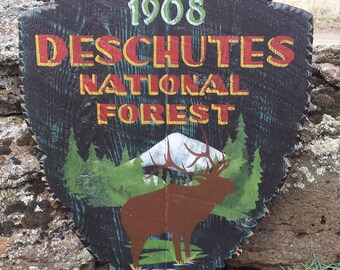 1908
DESCHUTES
NATIONAL
FOREST